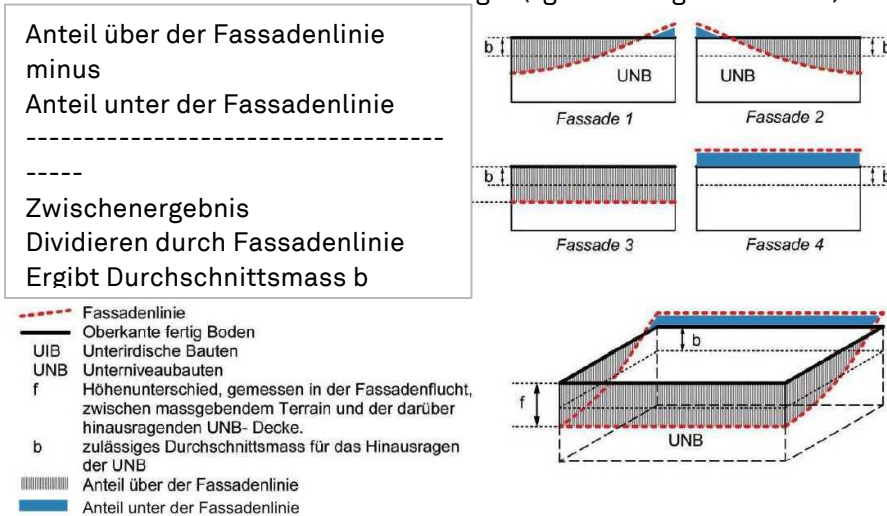 Anteil über der Fassadenlinie
minus
Anteil unter der Fassadenlinie
------------------------------------
-----
Zwischenergebnis
Dividieren durch Fassadenlinie
Ergibt Durchschnittsmass b
b
UNB
Fassade 1
UNB
b
Fassade 2
b
Fassade 3
b
Fassade 4
Fassadenlinie
Oberkante fertig Boden
UIB Unterirdische Bauten
UNB Unterniveaubauten
f Höhenunterschied, gemessen in der Fassadenflucht,
zwischen massgebendem Terrain und der darüber
hinausragenden UNB- Decke.
b zulässiges Durchschnittsmass für das Hinausragen
der UNB
Anteil über der Fassadenlinie
Anteil unter der Fassadenlinie
b
f
UNB